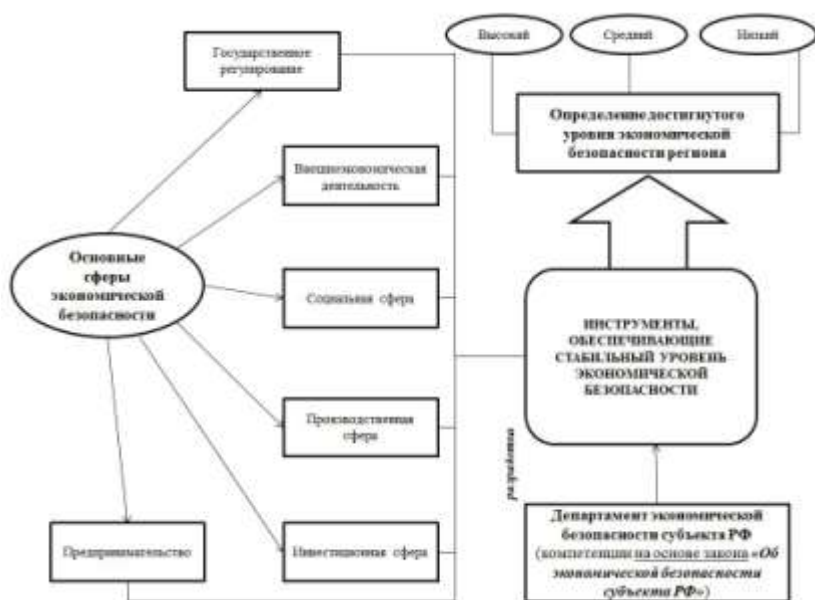 Государственное
регулирование
Высокий
Средний
Низкий
Определение достигнутого
уровня экономической
безопасности региона
Внешнеэкономическая
деятельность
Основные
сферы
экономической
безопасности
Социальная сфера
ИНСТРУМЕНТЫ,
ОБЕСПЕЧИВАЮЩИЕ
СТАБИЛЬНЫЙ УРОВЕНЬ
ЭКОНОМИЧЕСКОЙ
БЕЗОПАСНОСТИ
Производственная
сфера
разработка
Предпринимательство
Инвестиционная сфера
Департамент экономической
безопасности субъекта РФ
(компетенции на основе закона «Об
экономической безопасности
субъекта РФ»)